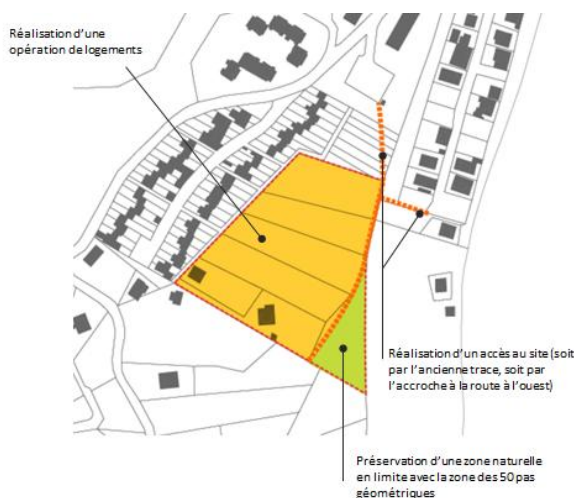 Réalisation d'une
opération de logements
Réalisation d'un accès au site (soit
par l'ancienne trace, soit par
l'accroche à la route à l'ouest)
Préservation d'une zone naturelle
en limite avec la zone des 50 pas
géométriques